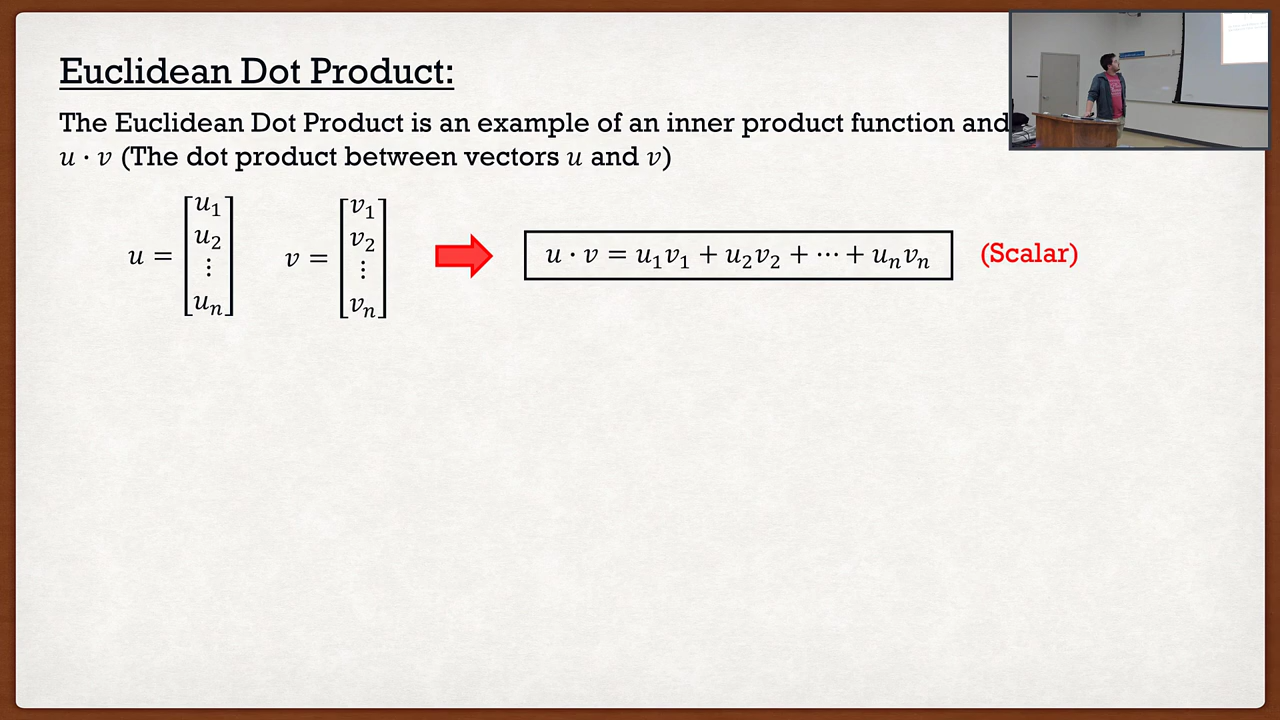 Euclidean Dot Product:
The Euclidean Dot Product is an example of an inner product function and
u · v (The dot product between vectors u and v)
u = [u₁ u₂ ⋮ uₙ] v = [v₁ v₂ ⋮ vₙ] u · v = u₁v₁ + u₂v₂ + ⋯ + uₙvₙ (Scalar)